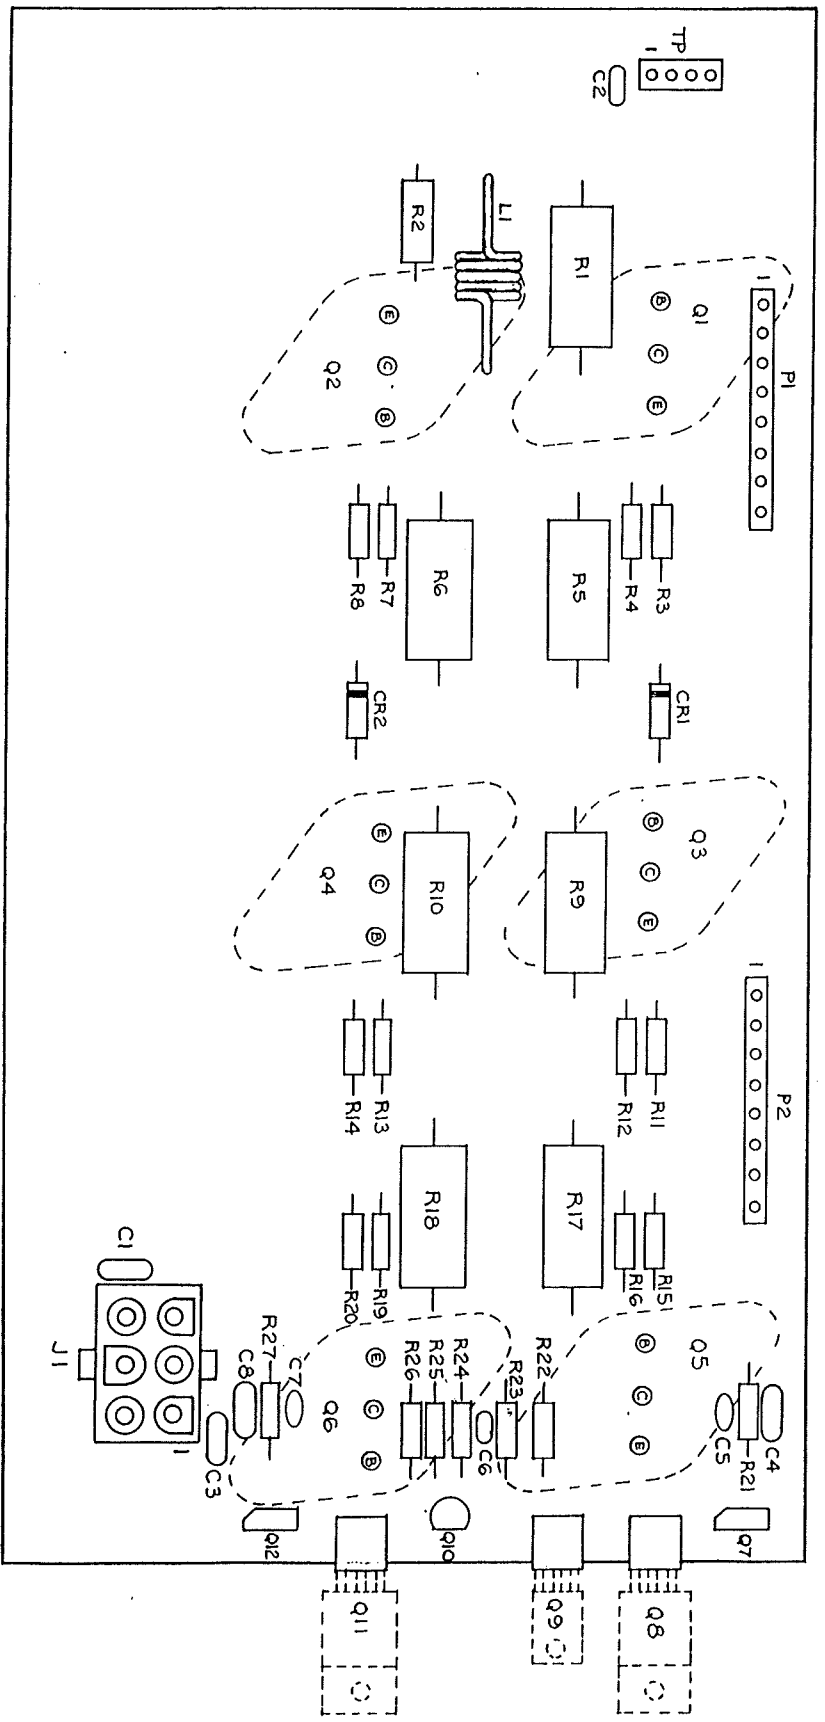 TP
1
C2
L1
R2
R1
Q1
B
C
E
1
P1
E
C
B
Q2
R8
R7
R6
R5
R4
R3
CR2
CR1
E
C
B
Q4
R10
R9
B
C
E
Q3
1
P2
R14
R13
R12
R11
R18
R17
R20
R19
R16
R15
C1
J1
1
R27
C8
C7
C3
Q6
E
C
B
R26
R25
R24
C6
R23
R22
B
C
E
Q5
C5
R21
C4
Q12
Q10
Q7
Q11
Q9
Q8